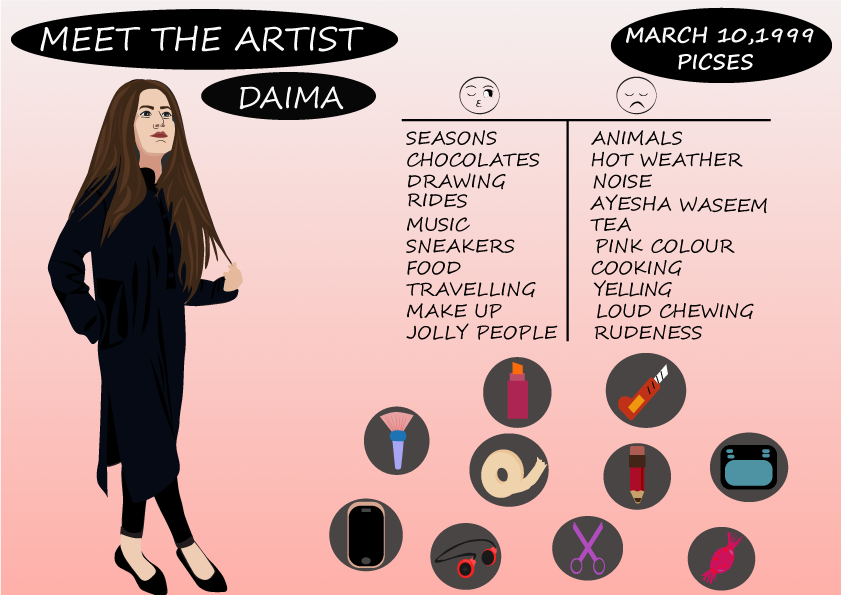 MEET THE ARTIST
MARCH 10,1999
PICSES
DAIMA
SEASONS
CHOCOLATES
DRAWING
RIDES
MUSIC
SNEAKERS
FOOD
TRAVELLING
MAKE UP
JOLLY PEOPLE
ANIMALS
HOT WEATHER
NOISE
AYESHA WASEEM
TEA
PINK COLOUR
COOKING
YELLING
LOUD CHEWING
RUDENESS